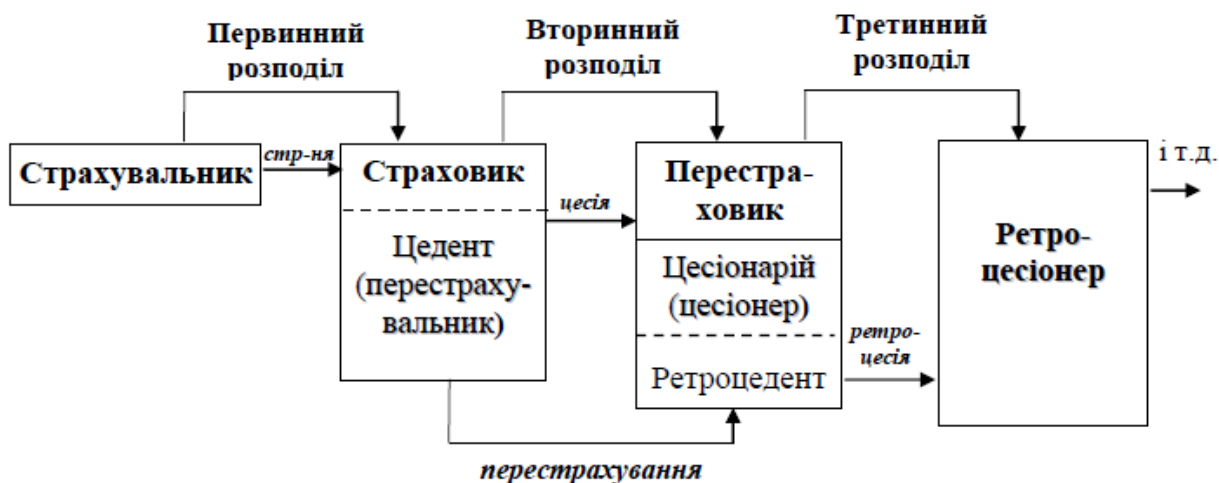 Первинний
розподіл
Вторинний
розподіл
Третинний
розподіл
Страхувальник
стр-ня
Страховик
Цедент
(перестраху-
вальник)
цесія
Перестра-
ховик
Цесіонарій
(цесіонер)
Ретроцедент
ретро-
цесія
Ретро-
цесіонер
і т.д.
перестрахування